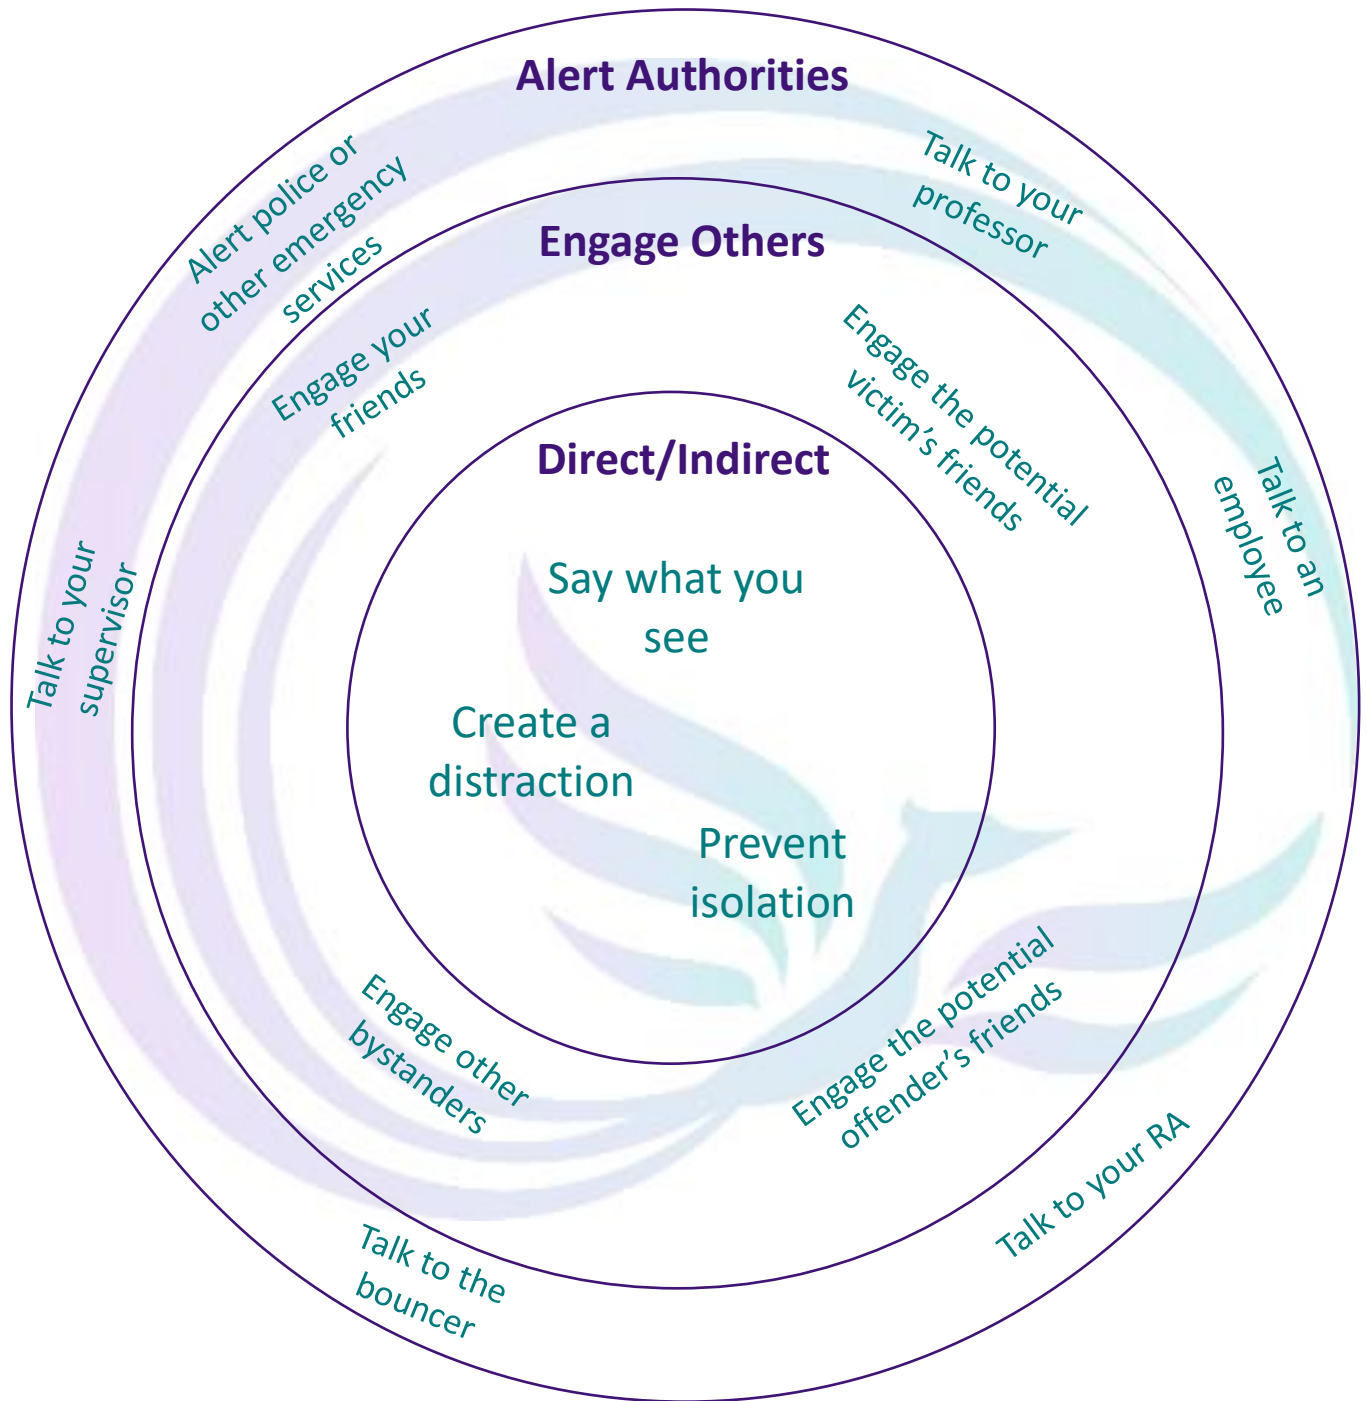 Alert Authorities
Alert police or
other emergency
services
Talk to your
professor
Talk to an
employee
Talk to your
supervisor
Talk to the
bouncer
Talk to your RA
Engage Others
Engage your
friends
Engage the potential
victim’s friends
Engage other
bystanders
Engage the potential
offender’s friends
Direct/Indirect
Say what you
see
Create a
distraction
Prevent
isolation